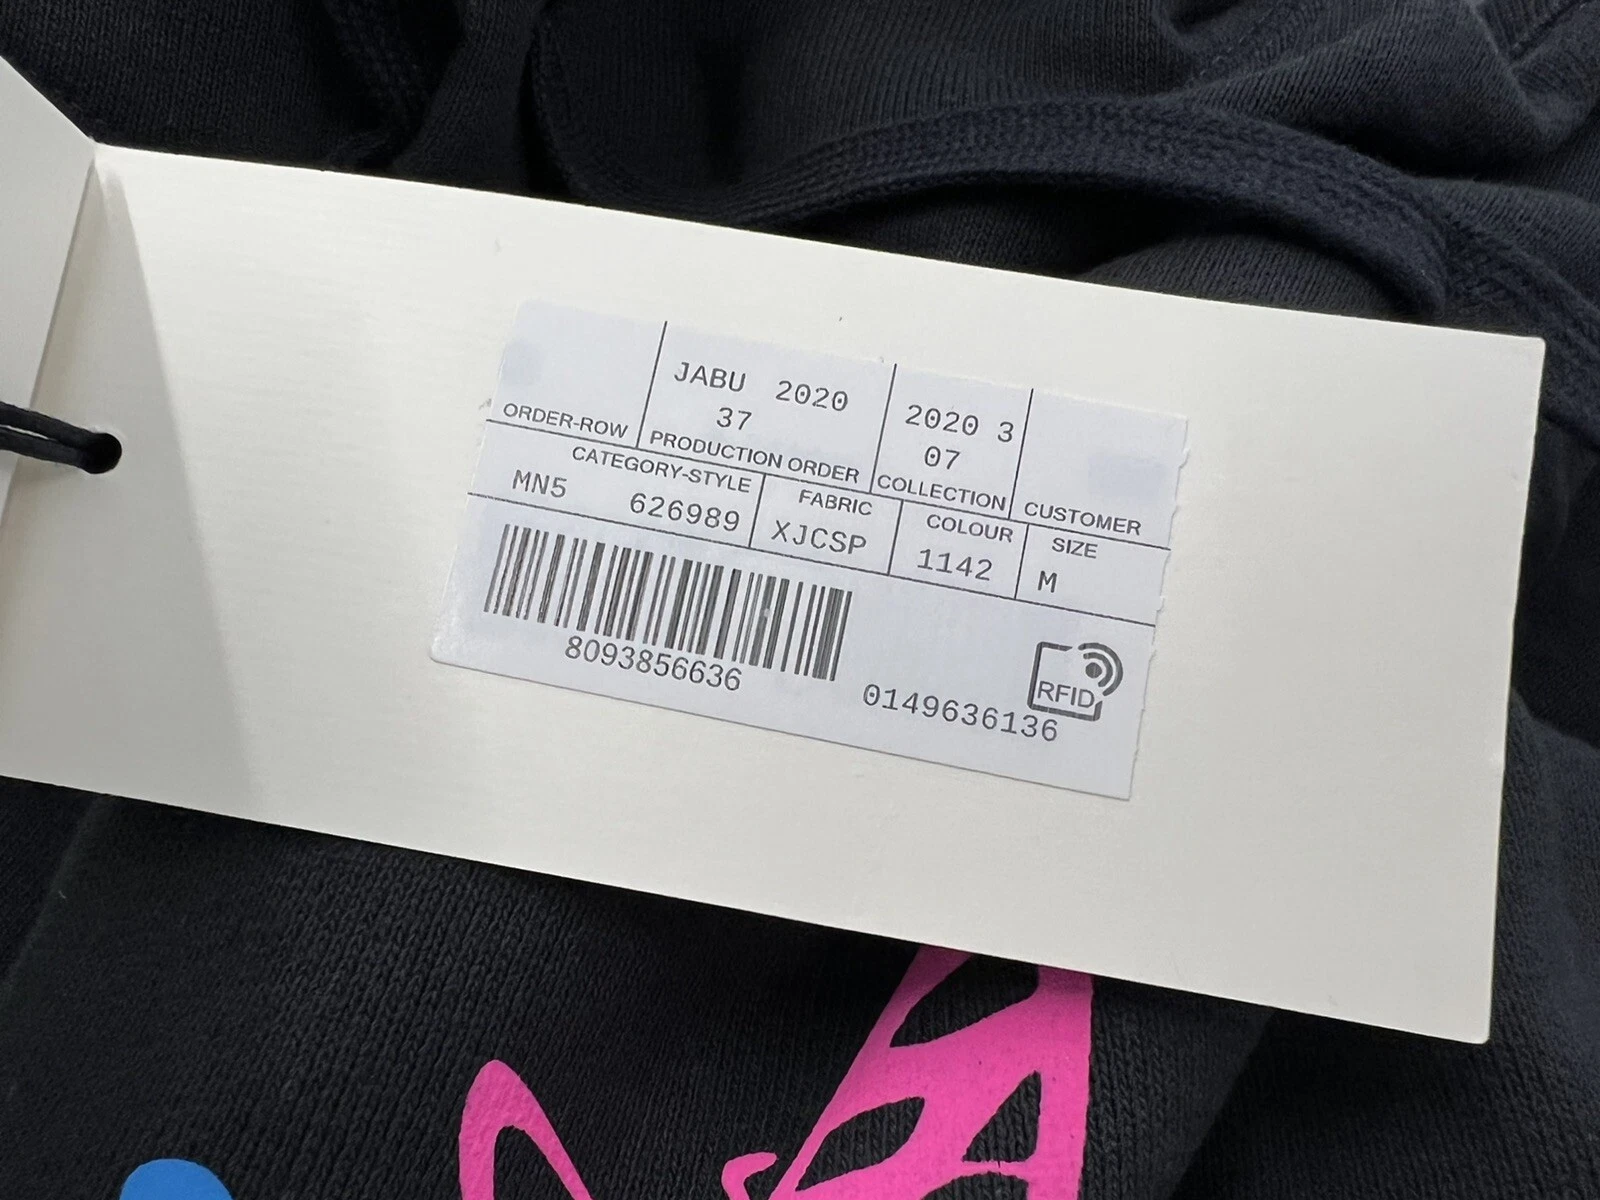 JABU 2020
37
2020 3
07
ORDER-ROW PRODUCTION ORDER COLLECTION CUSTOMER
CATEGORY-STYLE FABRIC COLOUR SIZE
MN5 626989 XJCSP 1142 M
8093856636
RFID
0149636136